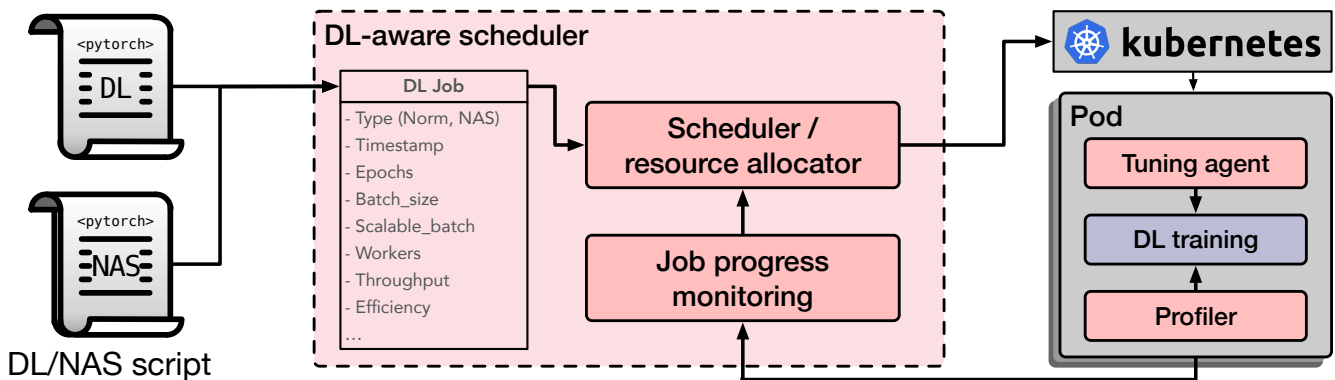 <pytorch>
DL
<pytorch>
NAS
DL/NAS script
DL-aware scheduler
DL Job
- Type (Norm, NAS)
- Timestamp
- Epochs
- Batch_size
- Scalable_batch
- Workers
- Throughput
- Efficiency
...
Scheduler /
resource allocator
Job progress
monitoring
kubernetes
Pod
Tuning agent
DL training
Profiler